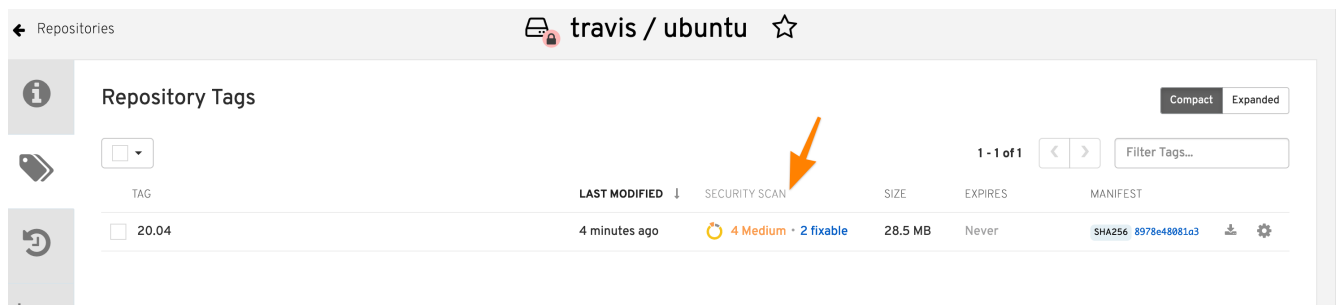 Repositories
travis / ubuntu
Repository Tags
Compact Expanded
1 - 1 of 1 Filter Tags...
TAG LAST MODIFIED ↓ SECURITY SCAN SIZE EXPIRES MANIFEST
20.04 4 minutes ago 4 Medium · 2 fixable 28.5 MB Never SHA256 8978e48081a3